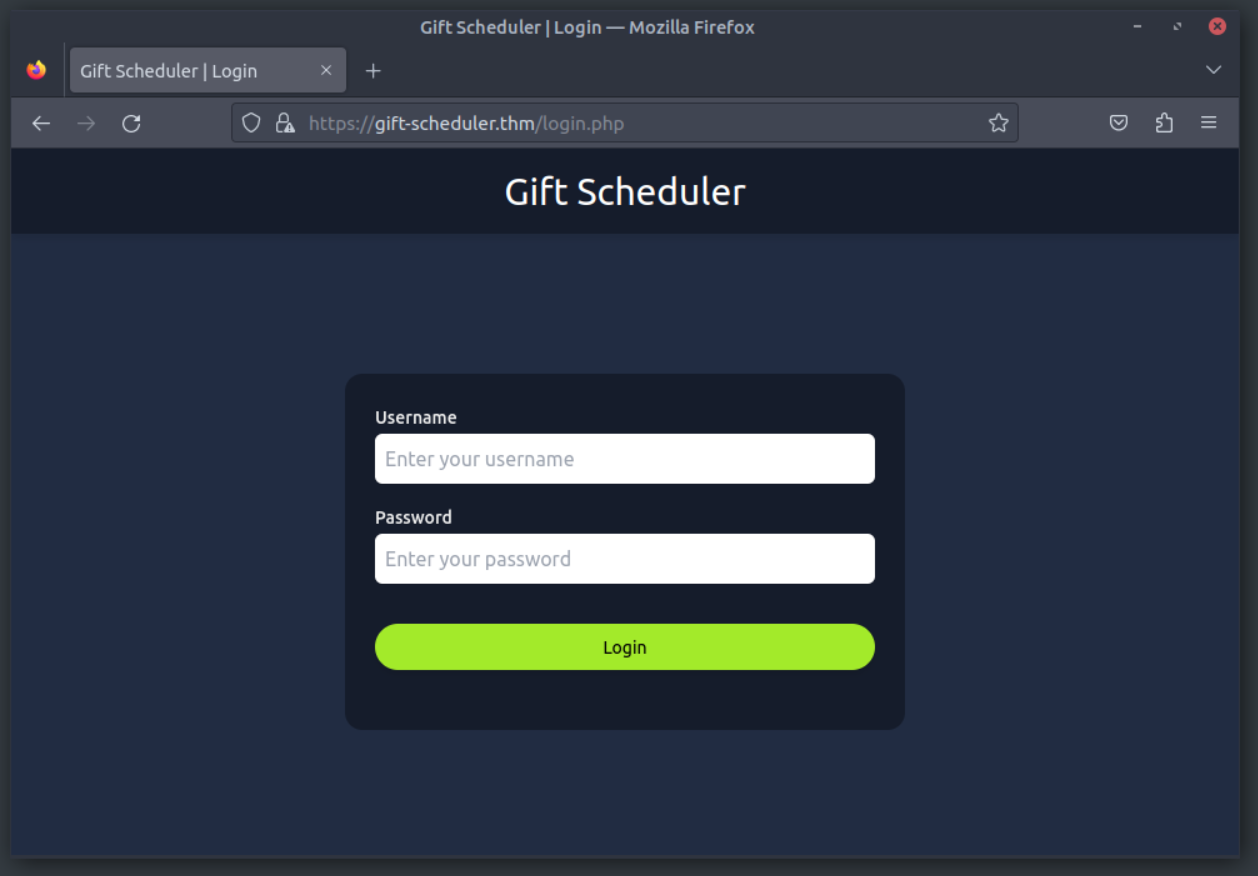 Gift Scheduler | Login — Mozilla Firefox
Gift Scheduler | Login
https://gift-scheduler.thm/login.php
Gift Scheduler
Username
Enter your username
Password
Enter your password
Login